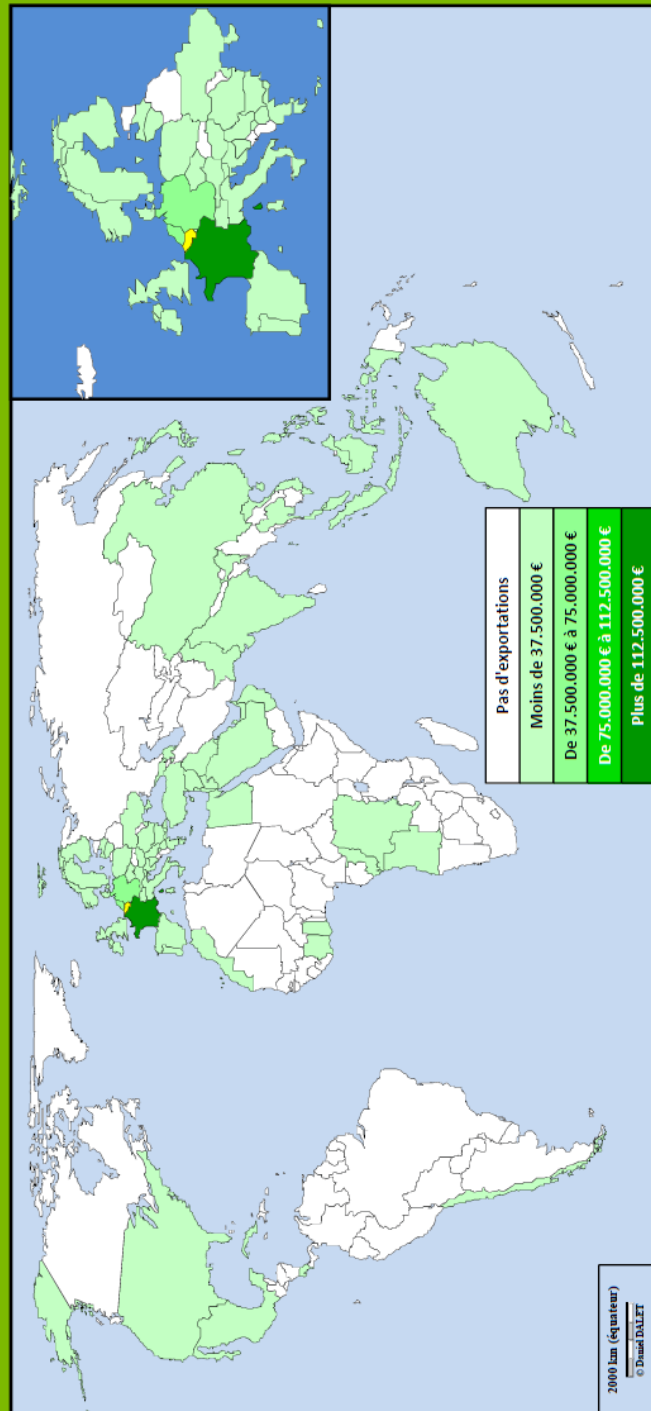 Pas d'exportations
Moins de 37.500.000 €
De 37.500.000 € à 75.000.000 €
De 75.000.000 € à 112.500.000 €
Plus de 112.500.000 €
2000 km (équateur)
© Daniel DALET